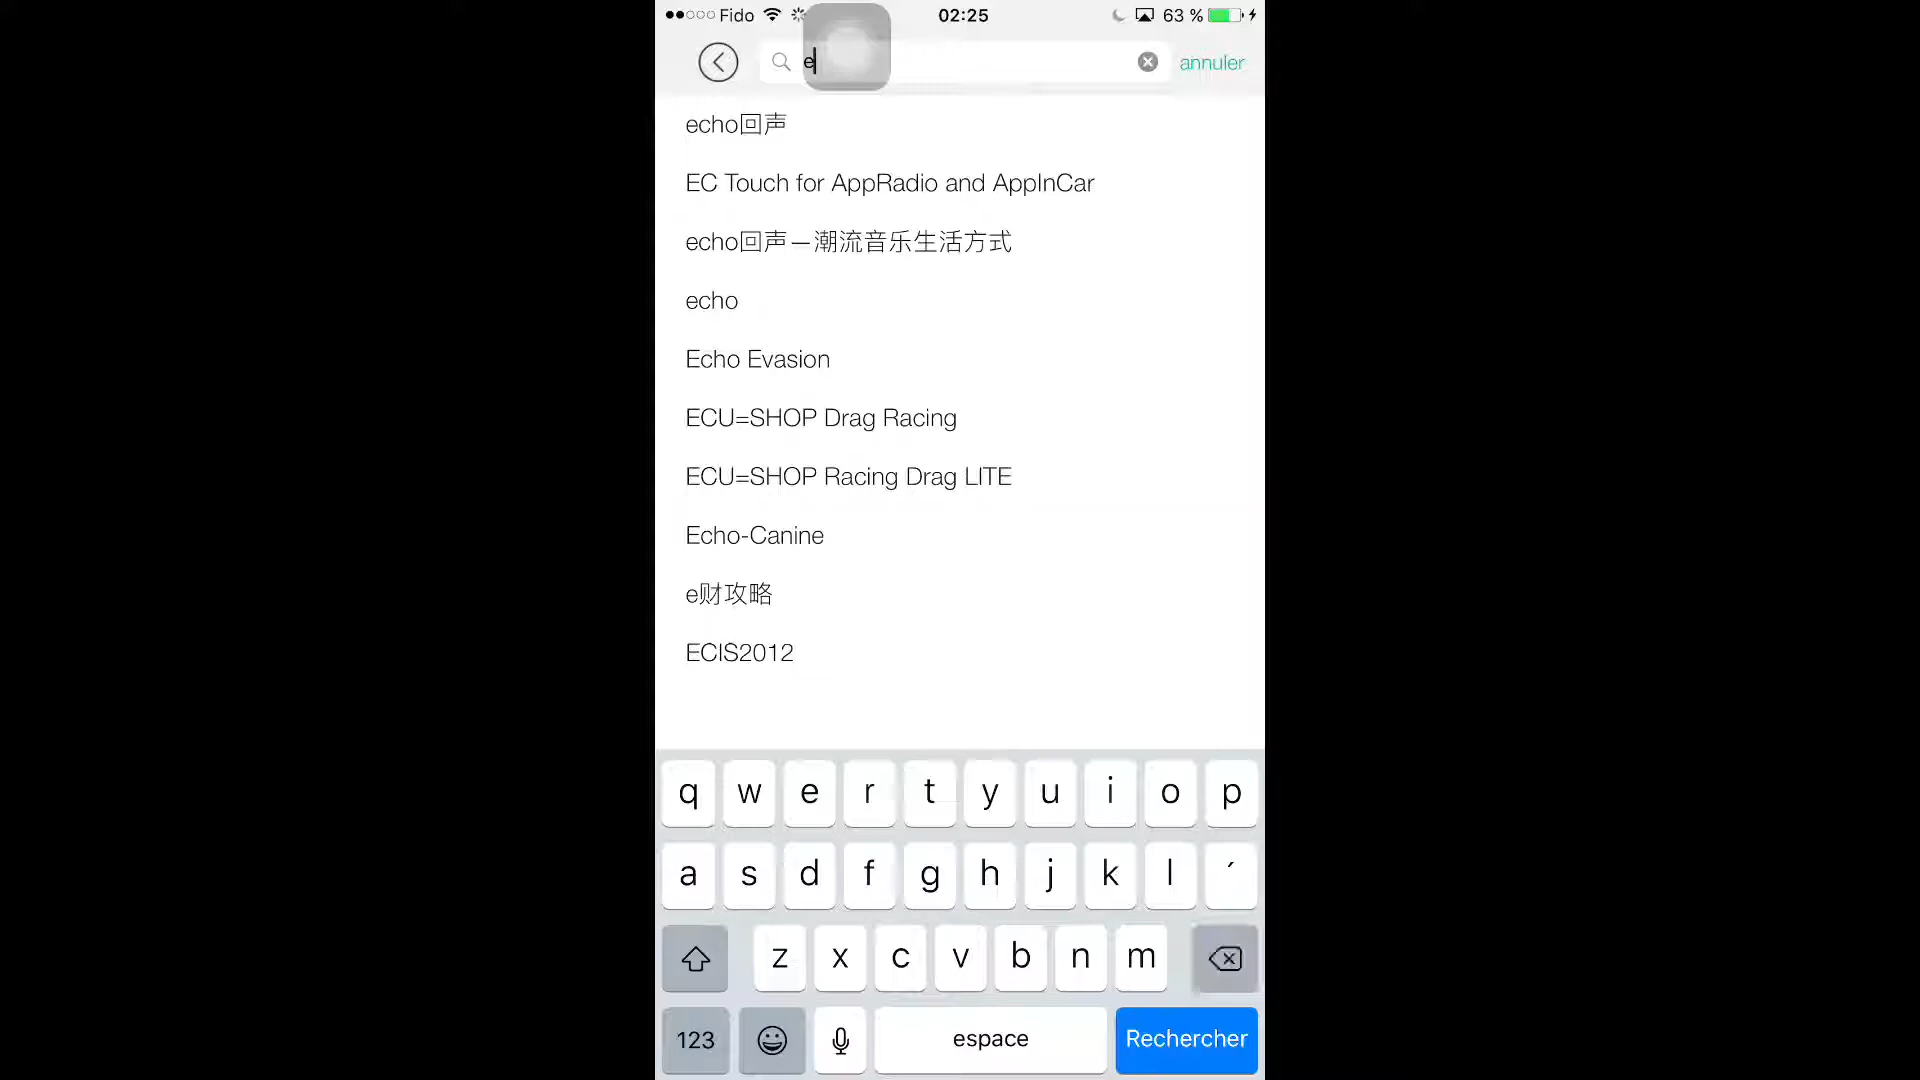 Fido 02:25 63 %
e annuler
echo回声
EC Touch for AppRadio and AppInCar
echo回声—潮流音乐生活方式
echo
Echo Evasion
ECU=SHOP Drag Racing
ECU=SHOP Racing Drag LITE
Echo-Canine
e财攻略
ECIS2012
q w e r t y u i o p
a s d f g h j k l ´
z x c v b n m
123 espace Rechercher